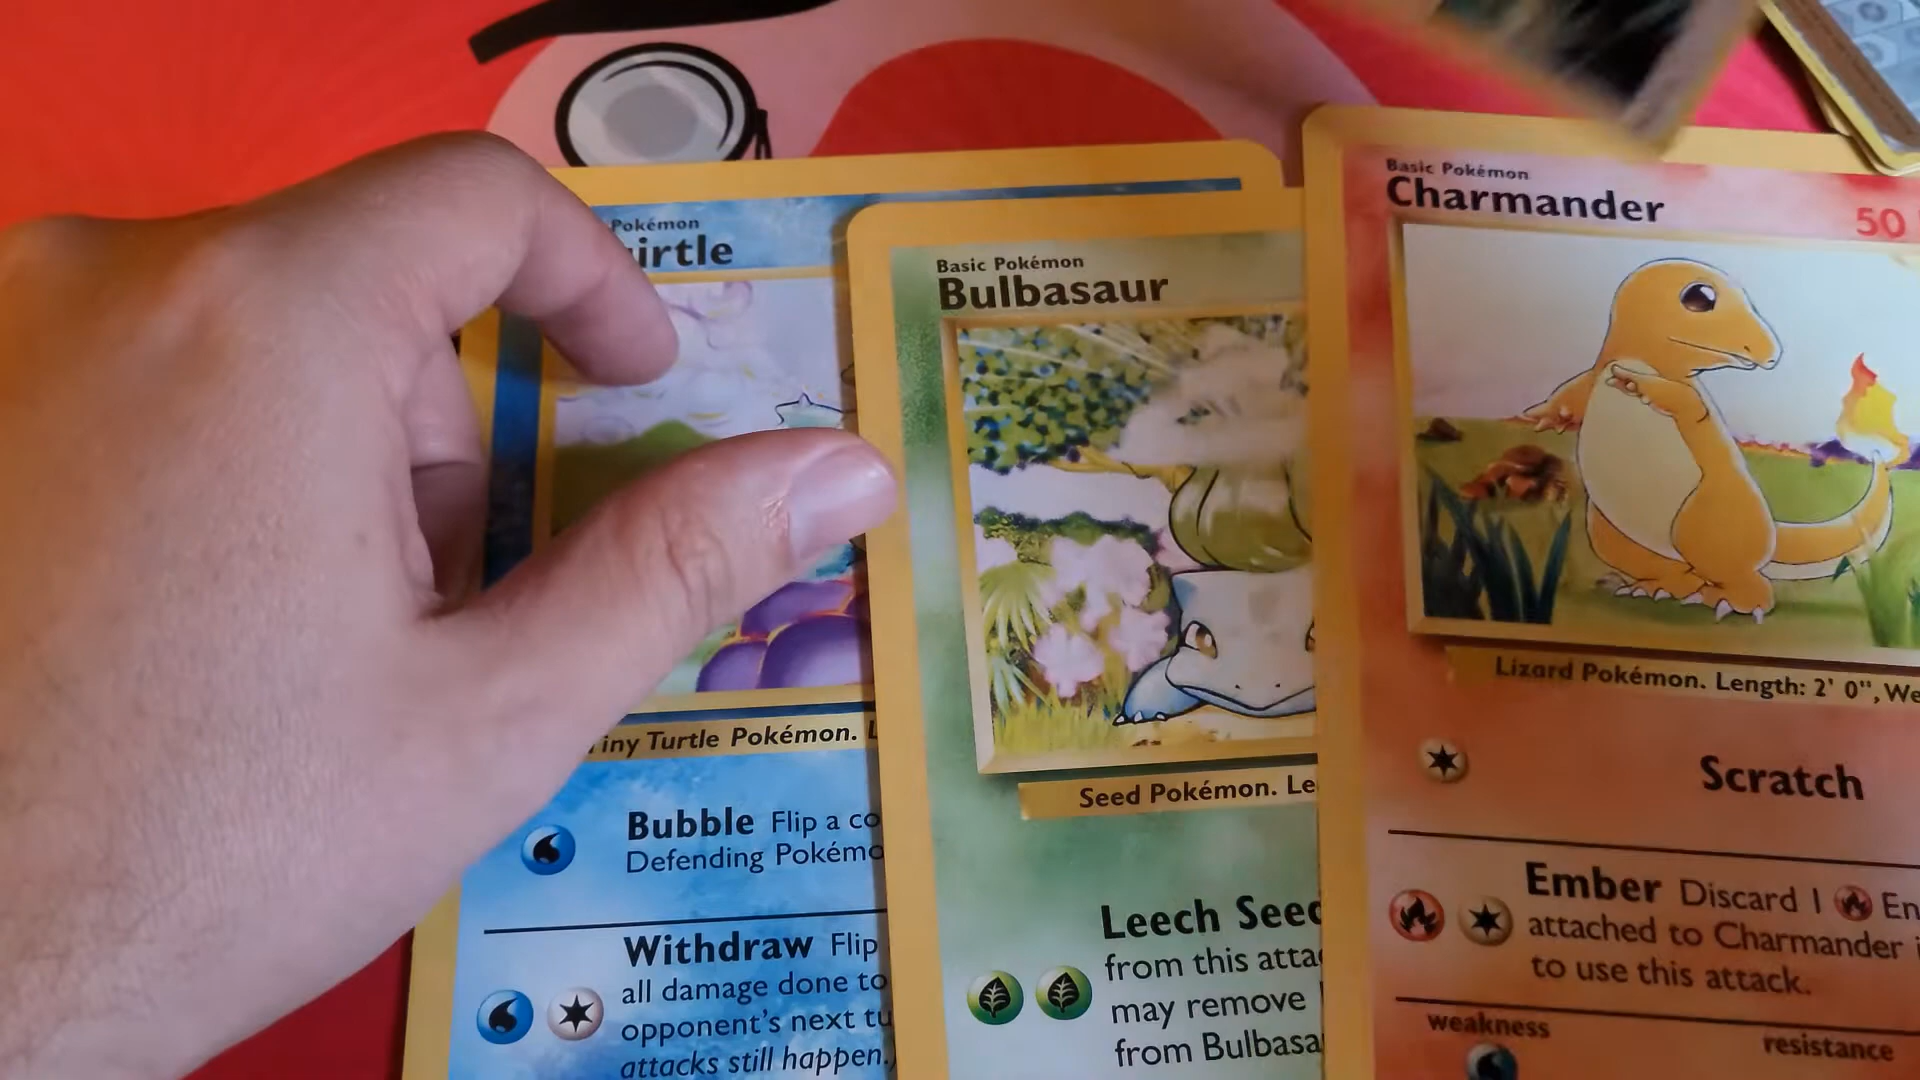 Pokémon
irtle
iny Turtle Pokémon. L
Bubble Flip a co
Defending Pokémo
Withdraw Flip
all damage done to
opponent's next tu
attacks still happen.)
Basic Pokémon
Bulbasaur
Seed Pokémon. Le
Leech Seed
from this atta
may remove
from Bulbasa
Basic Pokémon
Charmander
50
Lizard Pokémon. Length: 2' 0", We
Scratch
Ember Discard 1 En
attached to Charmander i
to use this attack.
weakness
resistance